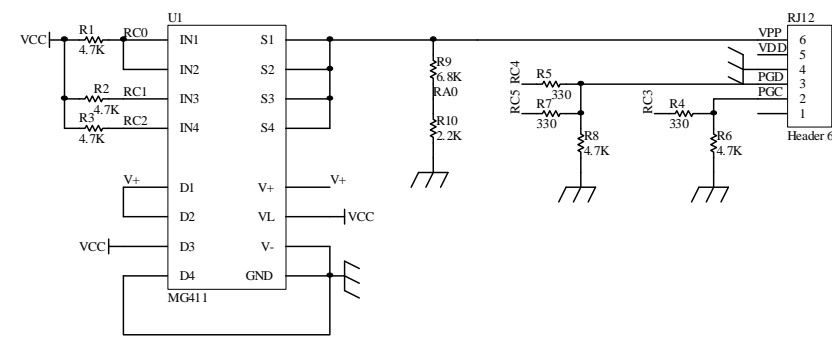 U1
RJ12
R1
RC0
VCC
4.7K
IN1
S1
VPP
6
VDD
5
IN2
S2
R9
6.8K
RA0
4
RC4
R5
PGD
3
R2
RC1
4.7K
IN3
S3
330
PGC
2
R3
RC2
4.7K
IN4
S4
R10
2.2K
RC5
R7
330
RC3
R4
330
1
R8
4.7K
R6
4.7K
Header 6
V+
D1
V+
V+
D2
VL
VCC
VCC
D3
V-
D4
GND
MG411